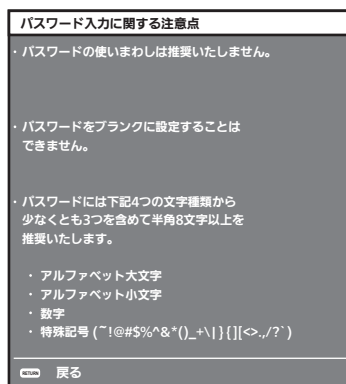 パスワード入力に関する注意点
・パスワードの使いまわしは推奨いたしません。
・パスワードをブランクに設定することは
できません。
・パスワードには下記4つの文字種類から
少なくとも3つを含めて半角8文字以上を
推奨いたします。
・ アルファベット大文字
・ アルファベット小文字
・ 数字
・ 特殊記号 (~!@#$%^&*()_+\|}{][<>.,/?`)
RETURN 戻る